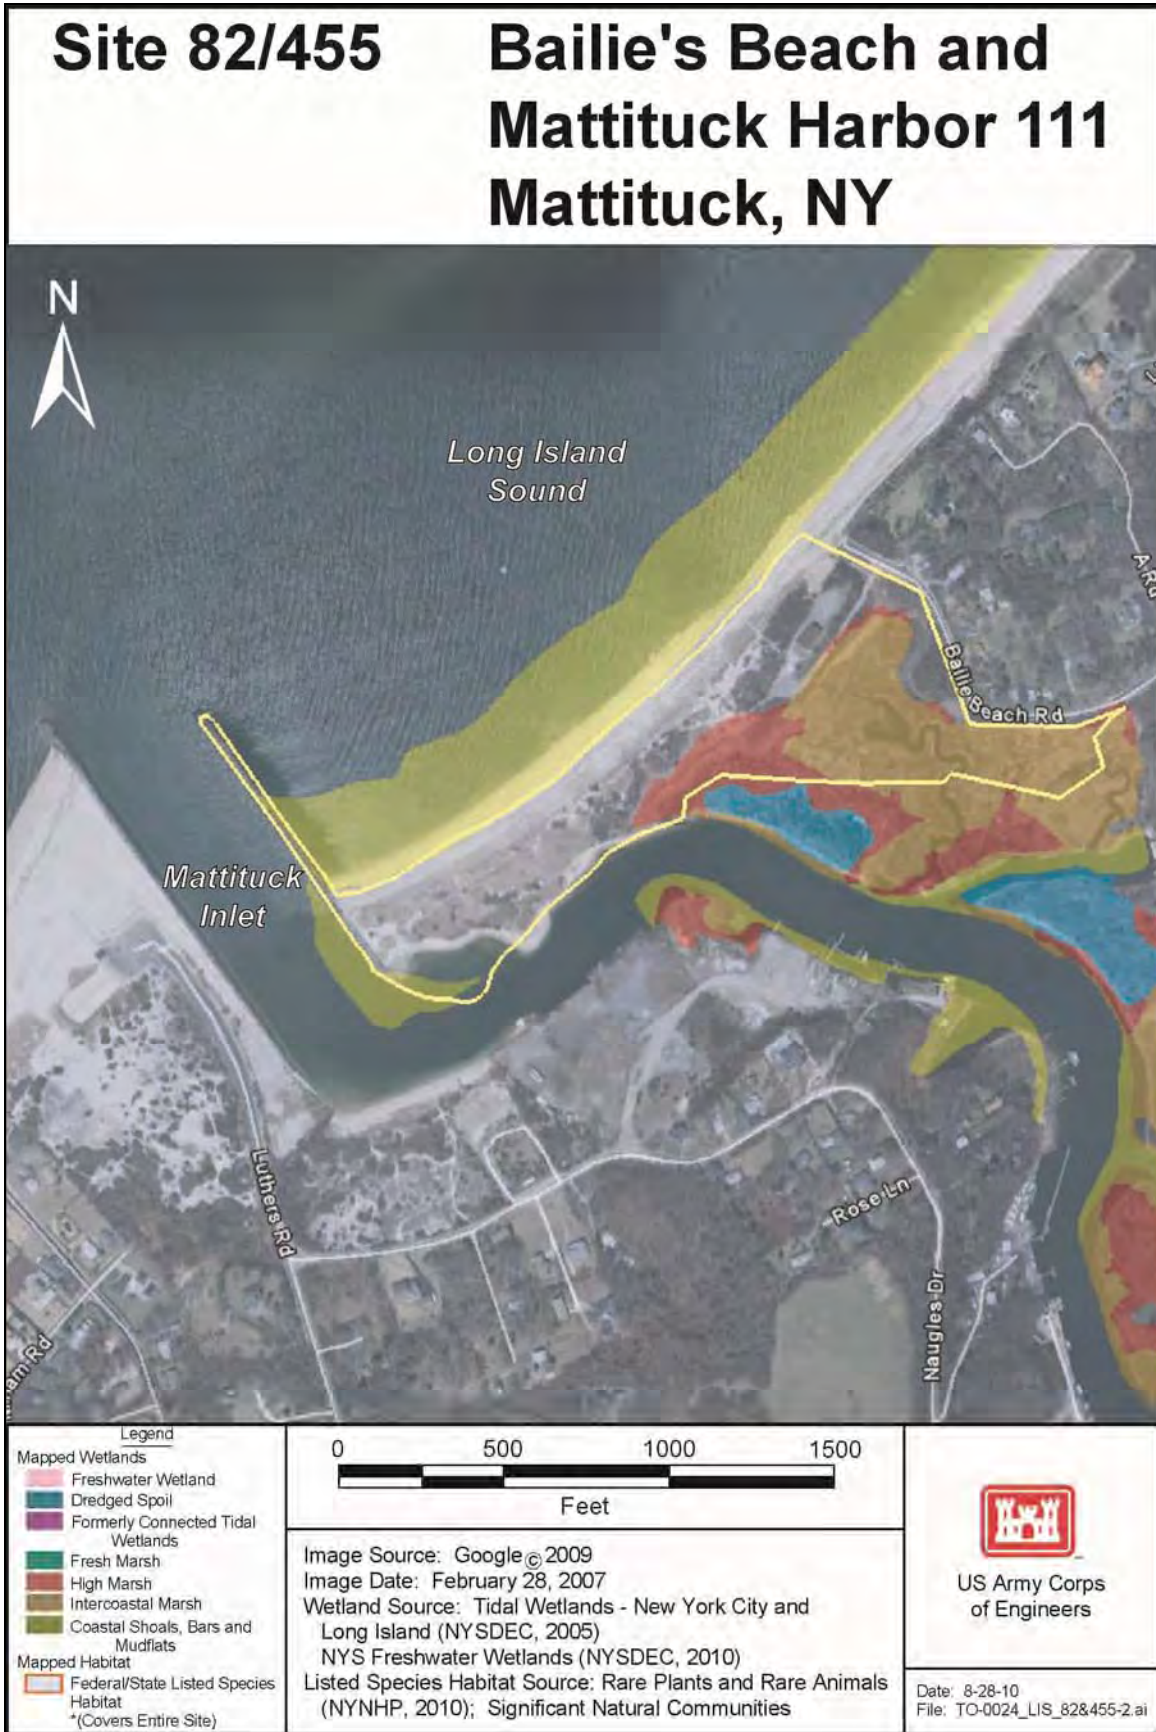 Site 82/455
Bailie's Beach and
Mattituck Harbor 111
Mattituck, NY
N
Long Island
Sound
A Rd
Bailie Beach Rd
Mattituck
Inlet
Luthers Rd
Rose Ln
Naugles Dr
Rd
Legend
Mapped Wetlands
Freshwater Wetland
Dredged Spoil
Formerly Connected Tidal
Wetlands
Fresh Marsh
High Marsh
Intercoastal Marsh
Coastal Shoals, Bars and
Mudflats
Mapped Habitat
Federal/State Listed Species
Habitat
*(Covers Entire Site)
0 500 1000 1500
Feet
Image Source: Google © 2009
Image Date: February 28, 2007
Wetland Source: Tidal Wetlands - New York City and
Long Island (NYSDEC, 2005)
NYS Freshwater Wetlands (NYSDEC, 2010)
Listed Species Habitat Source: Rare Plants and Rare Animals
(NYNHP, 2010); Significant Natural Communities
US Army Corps
of Engineers
Date: 8-28-10
File: TO-0024_LIS_82&455-2.ai